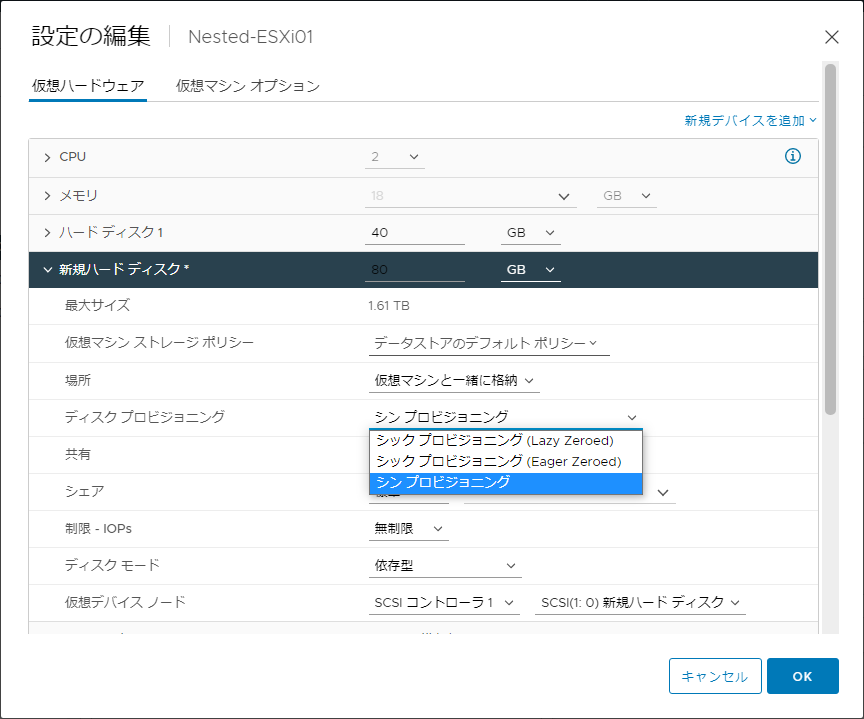 設定の編集 Nested-ESXi01
仮想ハードウェア 仮想マシン オプション
新規デバイスを追加
CPU 2
メモリ 18 GB
ハード ディスク 1 40 GB
新規ハード ディスク * 80 GB
最大サイズ 1.61 TB
仮想マシン ストレージ ポリシー データストアのデフォルト ポリシー
場所 仮想マシンと一緒に格納
ディスク プロビジョニング シン プロビジョニング
シック プロビジョニング (Lazy Zeroed)
共有 シック プロビジョニング (Eager Zeroed)
シン プロビジョニング
シェア
制限 - IOPs 無制限
ディスク モード 依存型
仮想デバイス ノード SCSI コントローラ 1 SCSI(1: 0) 新規ハード ディスク
キャンセル OK